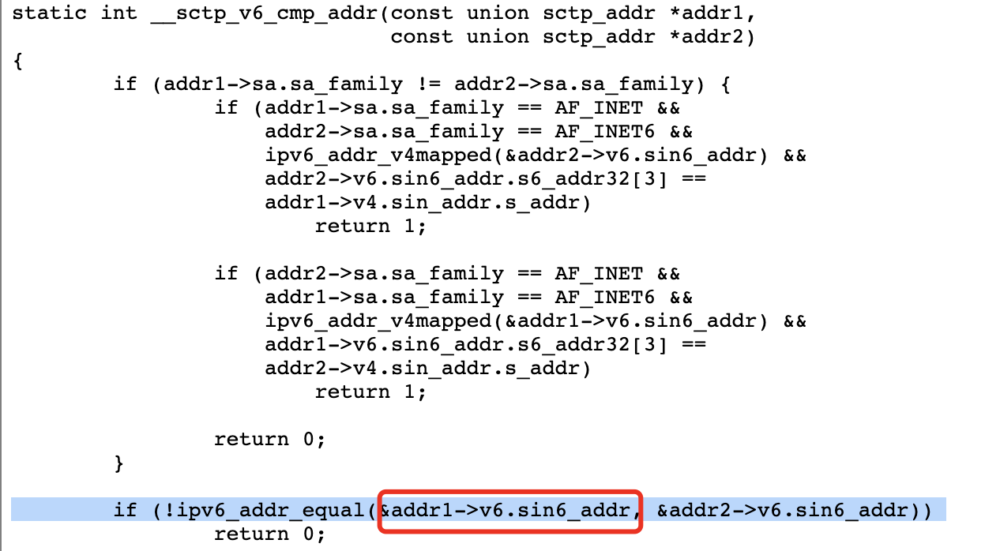 static int __sctp_v6_cmp_addr(const union sctp_addr *addr1,
                              const union sctp_addr *addr2)
{
        if (addr1->sa.sa_family != addr2->sa.sa_family) {
                if (addr1->sa.sa_family == AF_INET &&
                    addr2->sa.sa_family == AF_INET6 &&
                    ipv6_addr_v4mapped(&addr2->v6.sin6_addr) &&
                    addr2->v6.sin6_addr.s6_addr32[3] ==
                    addr1->v4.sin_addr.s_addr)
                        return 1;

                if (addr2->sa.sa_family == AF_INET &&
                    addr1->sa.sa_family == AF_INET6 &&
                    ipv6_addr_v4mapped(&addr1->v6.sin6_addr) &&
                    addr1->v6.sin6_addr.s6_addr32[3] ==
                    addr2->v4.sin_addr.s_addr)
                        return 1;

                return 0;
        }

        if (!ipv6_addr_equal(&addr1->v6.sin6_addr, &addr2->v6.sin6_addr))
                return 0;